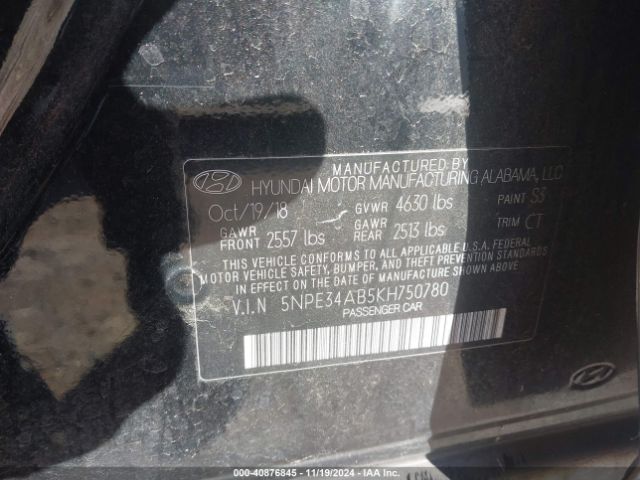 MANUFACTURED BY
HYUNDAI MOTOR MANUFACTURING ALABAMA, LLC
Oct/19/18 GVWR 4630 lbs PAINT S3
GAWR FRONT 2557 lbs GAWR REAR 2513 lbs TRIM CT
THIS VEHICLE CONFORMS TO ALL APPLICABLE U.S.A. FEDERAL
MOTOR VEHICLE SAFETY, BUMPER, AND THEFT PREVENTION STANDARDS
IN EFFECT ON THE DATE OF MANUFACTURE SHOWN ABOVE.
V.I.N 5NPE34AB5KH750780
PASSENGER CAR
000-40876845 - 11/19/2024 - IAA Inc.